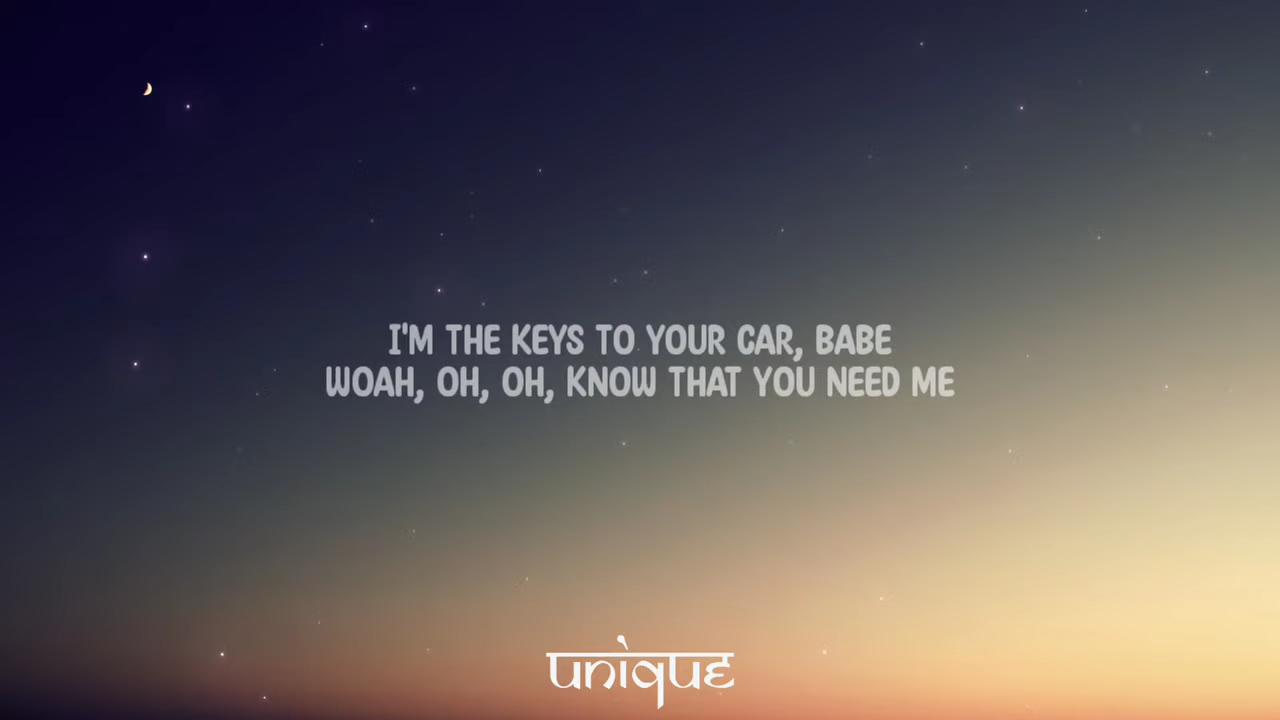 I'M THE KEYS TO YOUR CAR, BABE
WOAH, OH, OH, KNOW THAT YOU NEED ME
unique